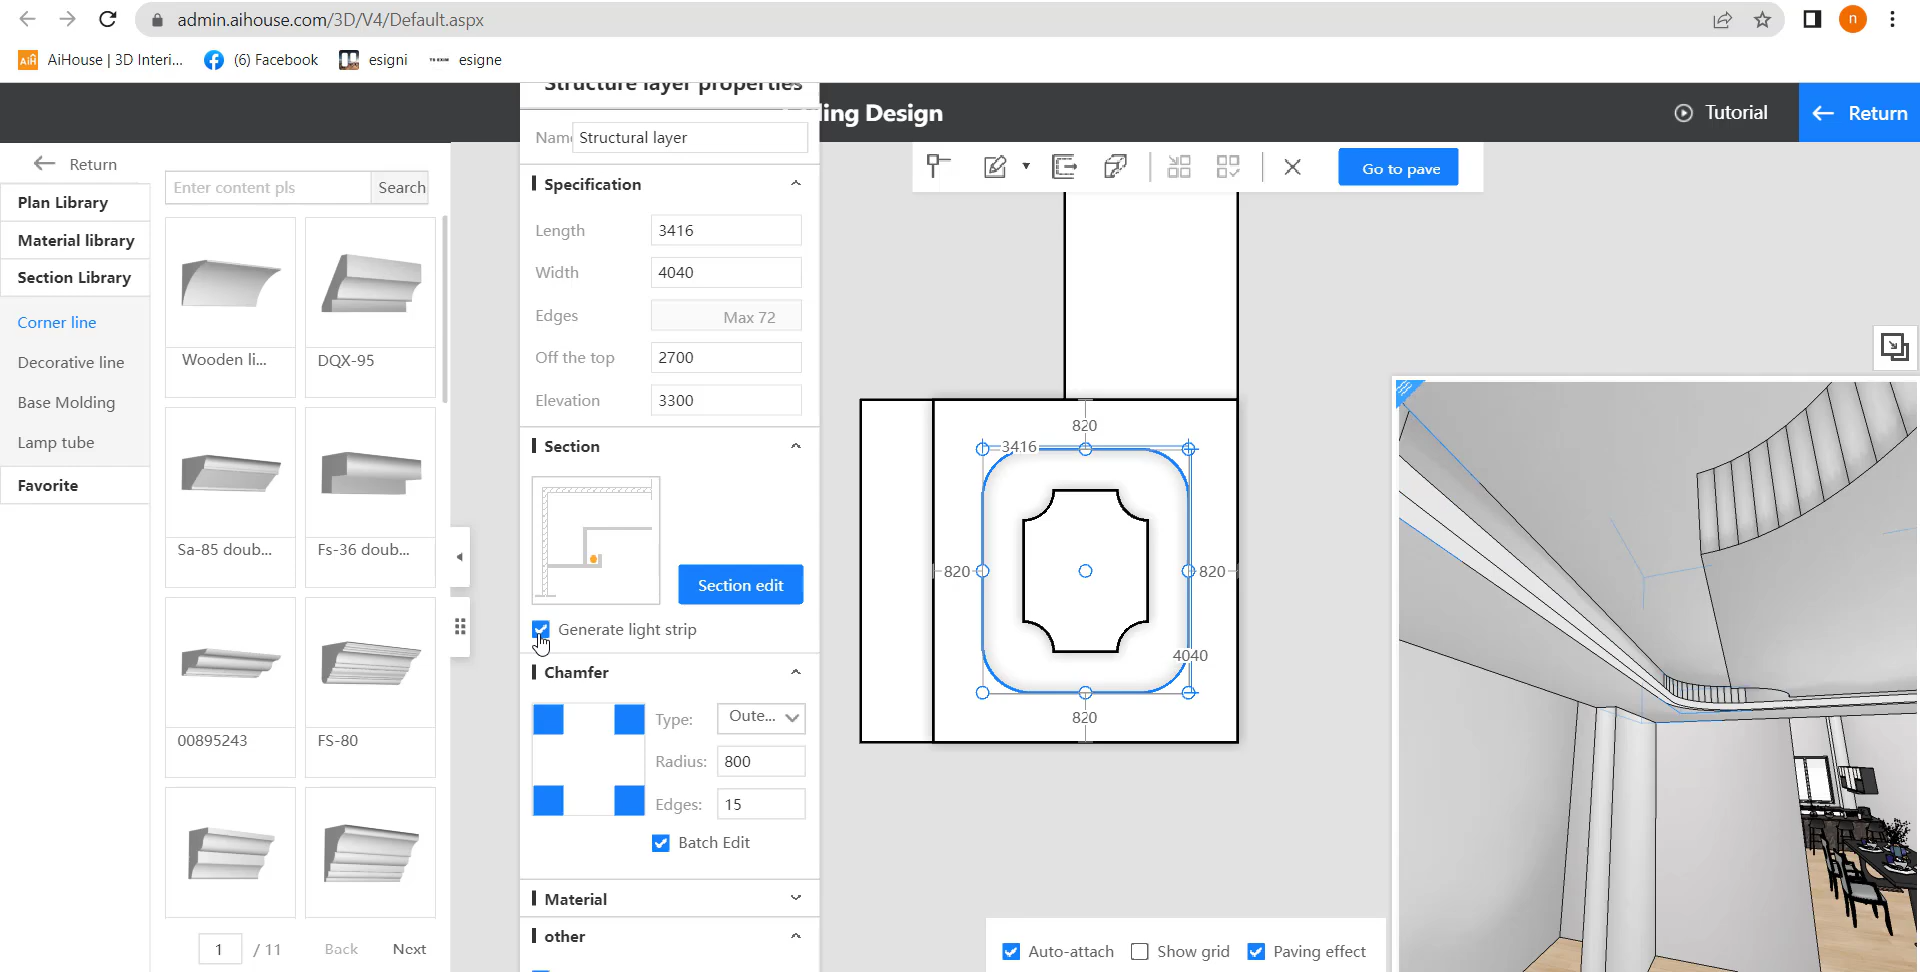 admin.aihouse.com/3D/V4/Default.aspx
n
AiHouse | 3D Interi...
(6) Facebook
esigni
esigne
Structure layer properties
ling Design
Tutorial
Return
Return
Enter content pls
Search
Plan Library
Material library
Section Library
Corner line
Decorative line
Base Molding
Lamp tube
Favorite
Wooden li...
DQX-95
Sa-85 doub...
Fs-36 doub...
00895243
FS-80
1
/ 11
Back
Next
Name
Structural layer
Specification
Length
3416
Width
4040
Edges
Max 72
Off the top
2700
Elevation
3300
Section
Section edit
Generate light strip
Chamfer
Type:
Oute...
Radius:
800
Edges:
15
Batch Edit
Material
other
Go to pave
820
3416
820
820
4040
820
Auto-attach
Show grid
Paving effect